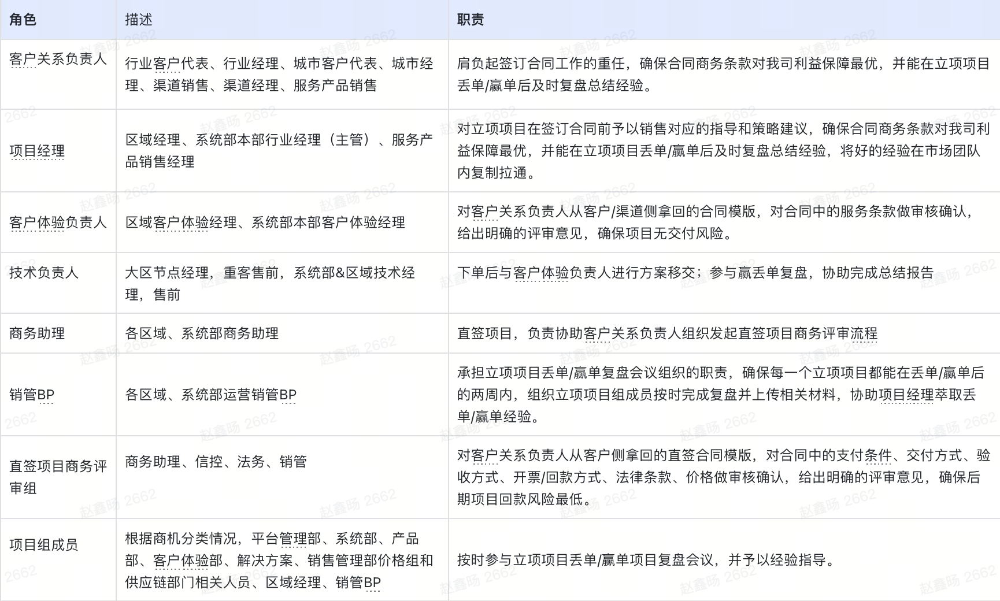 角色
描述
职责
客户关系负责人
行业客户代表、行业经理、城市客户代表、城市经
理、渠道销售、渠道经理、服务产品销售
肩负起签订合同工作的重任，确保合同商务条款对我司利益保障最优，并能在立项项目
丢单/赢单后及时复盘总结经验。
项目经理
区域经理、系统部本部行业经理（主管）、服务产
品销售经理
对立项项目在签订合同前予以销售对应的指导和策略建议，确保合同商务条款对我司利
益保障最优，并能在立项项目丢单/赢单后及时复盘总结经验，将好的经验在市场团队
内复制拉通。
客户体验负责人
区域客户体验经理、系统部本部客户体验经理
对客户关系负责人从客户/渠道侧拿回的合同模版，对合同中的服务条款做审核确认，
给出明确的评审意见，确保项目无交付风险。
技术负责人
大区节点经理，重客售前，系统部&区域技术经
理，售前
下单后与客户体验负责人进行方案移交；参与赢丢单复盘，协助完成总结报告
商务助理
各区域、系统部商务助理
直签项目，负责协助客户关系负责人组织发起直签项目商务评审流程
销管BP
各区域、系统部运营销管BP
承担立项项目丢单/赢单复盘会议组织的职责，确保每一个立项项目都能在丢单/赢单后
的两周内，组织立项项目组成员按时完成复盘并上传相关材料，协助项目经理萃取丢
单/赢单经验。
直签项目商务评
审组
商务助理、信控、法务、销管
对客户关系负责人从客户侧拿回的直签合同模版，对合同中的支付条件、交付方式、验
收方式、开票/回款方式、法律条款、价格做审核确认，给出明确的评审意见，确保后
期项目回款风险最低。
项目组成员
根据商机分类情况，平台管理部、系统部、产品
部、客户体验部、解决方案、销售管理部价格组和
供应链部门相关人员、区域经理、销管BP
按时参与立项项目丢单/赢单项目复盘会议，并予以经验指导。
赵鑫旸 2662